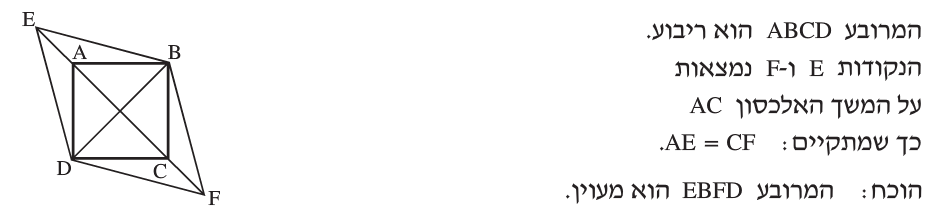 המרובע ABCD הוא ריבוע.
הנקודות E ו-F נמצאות
על המשך האלכסון AC
כך שמתקיים: AE = CF.
הוכח: המרובע EBFD הוא מעוין.
E
A
B
D
C
F